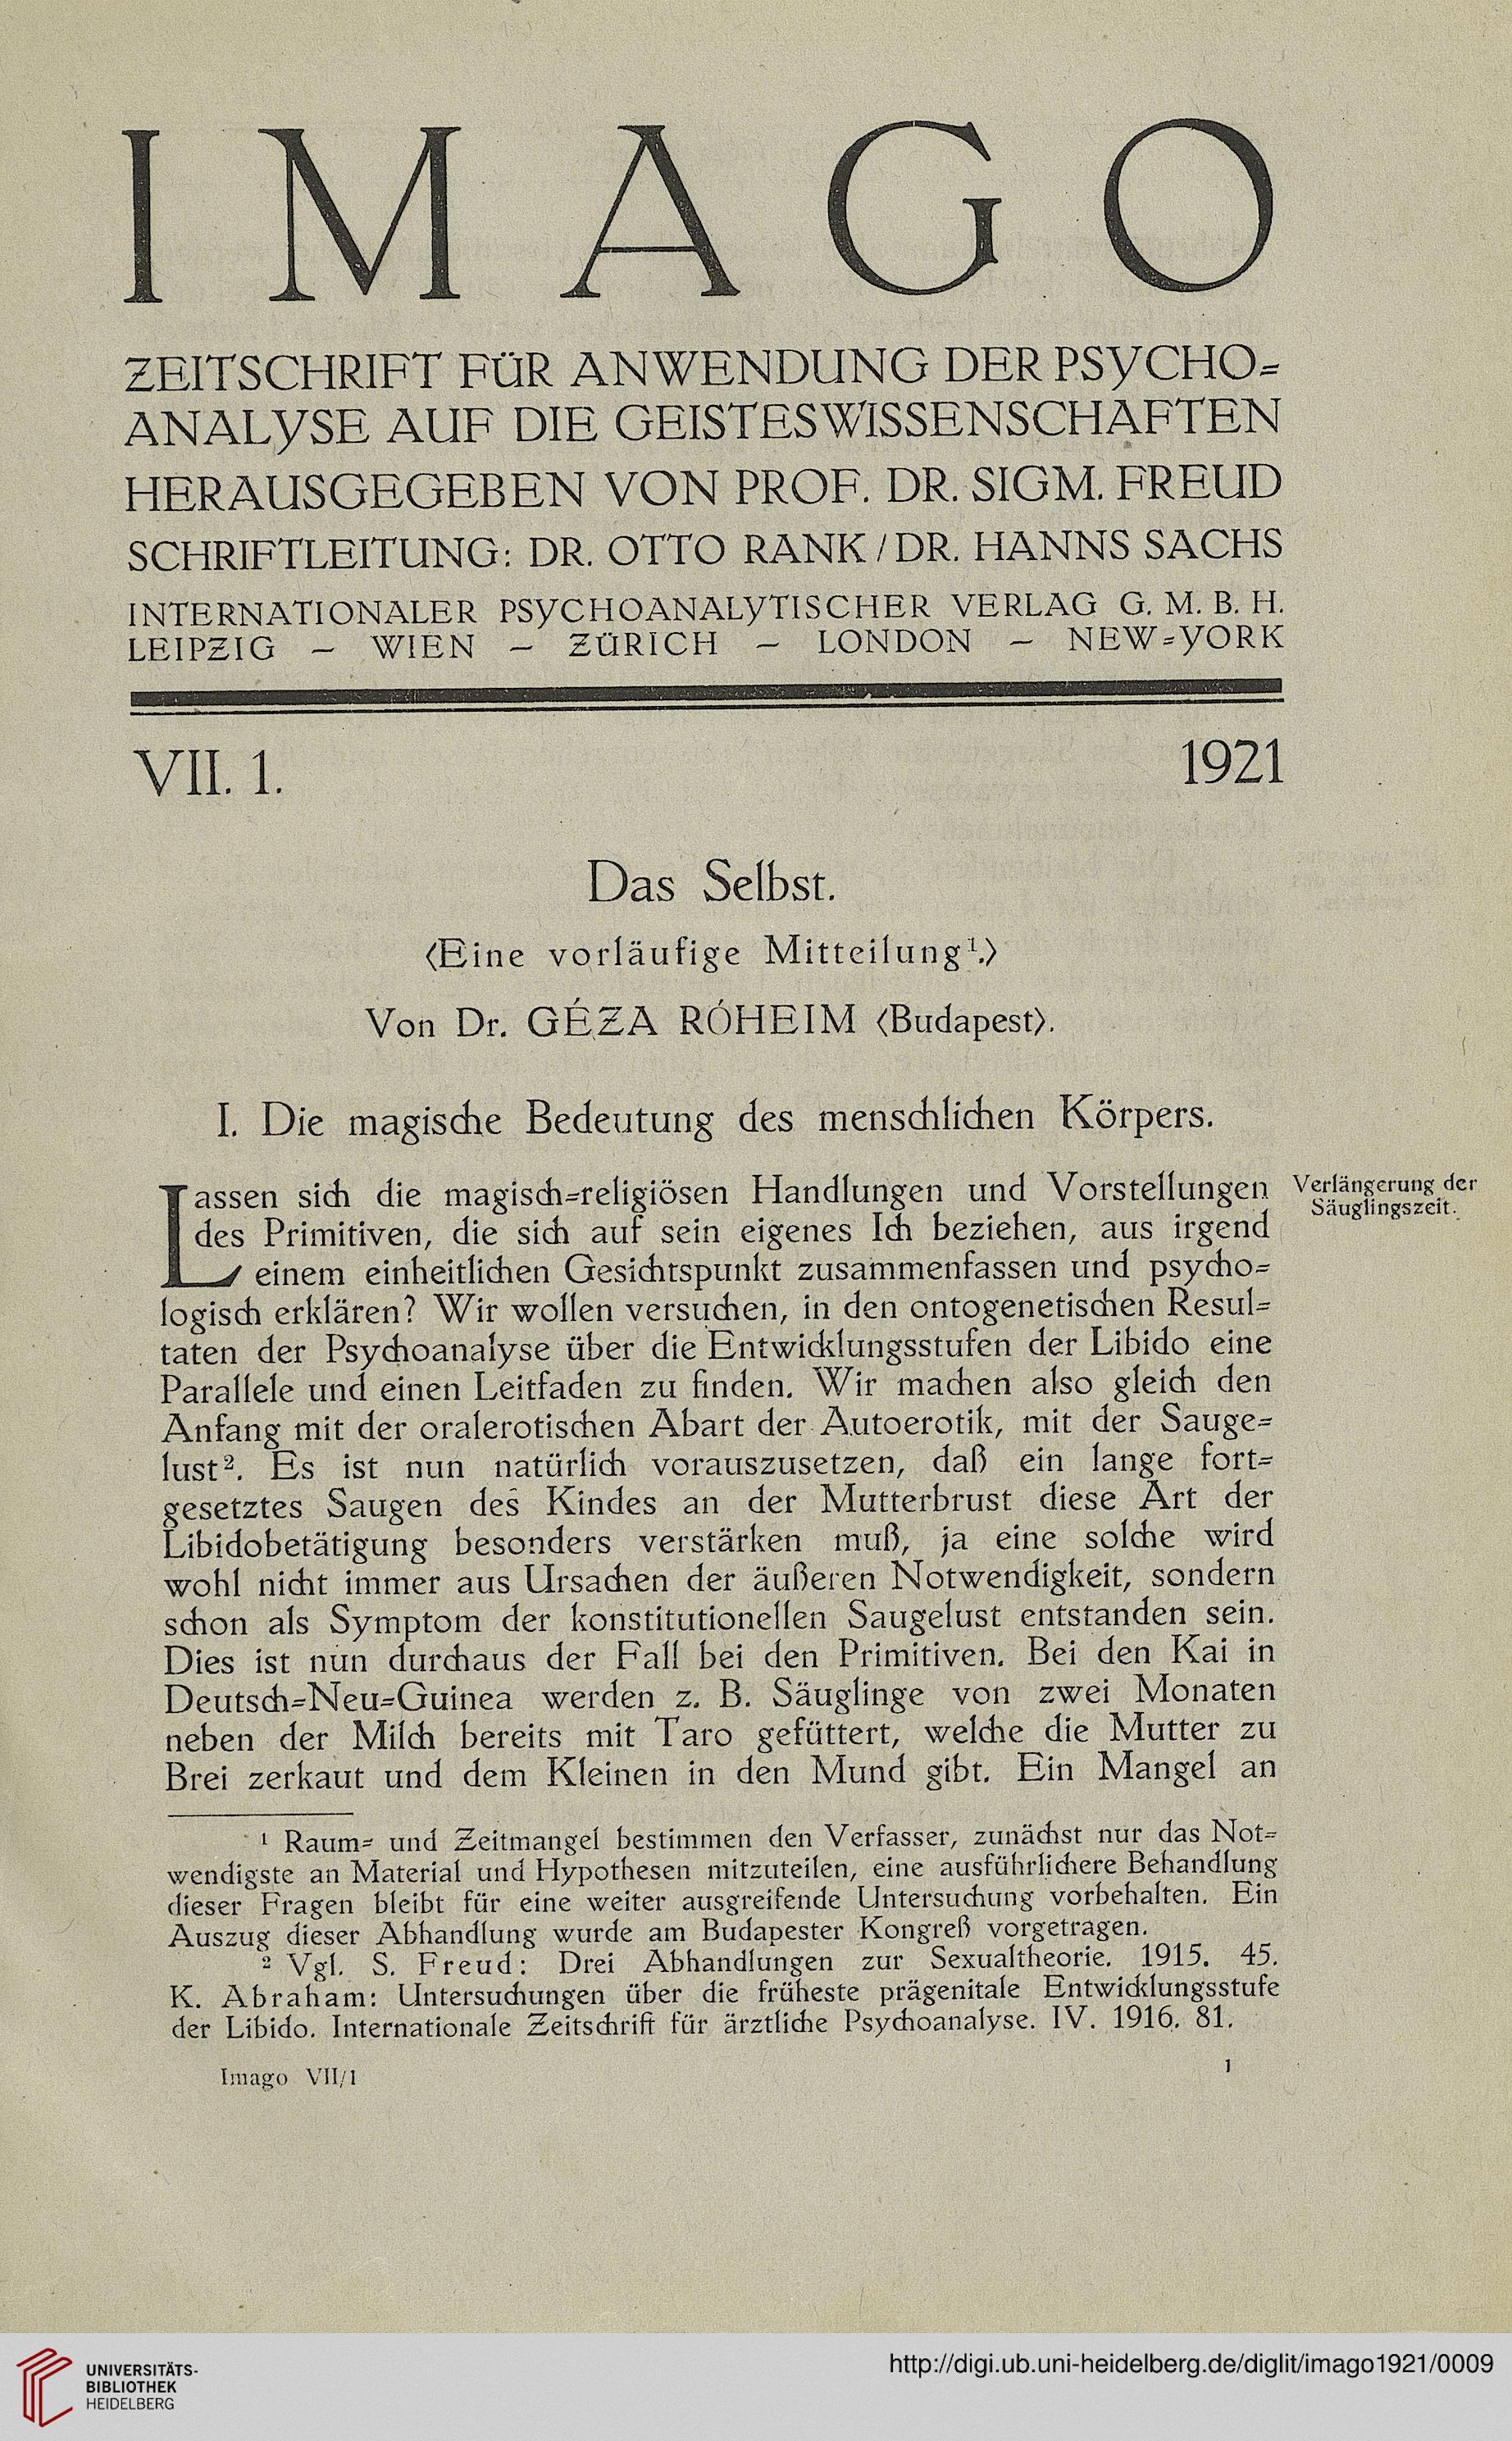 IMAGO
ZEITSCHRIFT FÜR ANWENDUNG DER PSYCHO-
ANALYSE AUF DIE GEISTESWISSENSCHAFTEN
HERAUSGEGEBEN VON PROF. DR. SIGM. FREUD
SCHRIFTLEITUNG: DR. OTTO RANK / DR. HANNS SACHS
INTERNATIONALER PSYCHOANALYTISCHER VERLAG G. M. B. H.
LEIPZIG – WIEN – ZÜRICH – LONDON – NEW-YORK
VII. 1. 1921
Das Selbst.
(Eine vorläufige Mitteilung¹.)
Von Dr. GÉZA RÓHEIM (Budapest).
I. Die magische Bedeutung des menschlichen Körpers.
Lassen sich die magisch-religiösen Handlungen und Vorstellungen
des Primitiven, die sich auf sein eigenes Ich beziehen, aus irgend
einem einheitlichen Gesichtspunkt zusammenfassen und psycho-
logisch erklären? Wir wollen versuchen, in den ontogenetischen Resul-
taten der Psychoanalyse über die Entwicklungsstufen der Libido eine
Parallele und einen Leitfaden zu finden. Wir machen also gleich den
Anfang mit der oralerotischen Abart der Autoerotik, mit der Sauge-
lust². Es ist nun natürlich vorauszusetzen, daß ein lange fort-
gesetztes Saugen des Kindes an der Mutterbrust diese Art der
Libidobetätigung besonders verstärken muß, ja eine solche wird
wohl nicht immer aus Ursachen der äußeren Notwendigkeit, sondern
schon als Symptom der konstitutionellen Saugelust entstanden sein.
Dies ist nun durchaus der Fall bei den Primitiven. Bei den Kai in
Deutsch-Neu-Guinea werden z. B. Säuglinge von zwei Monaten
neben der Milch bereits mit Taro gefüttert, welche die Mutter zu
Brei zerkaut und dem Kleinen in den Mund gibt. Ein Mangel an
Verlängerung der
Säuglingszeit.
¹ Raum- und Zeitmangel bestimmen den Verfasser, zunächst nur das Not-
wendigste an Material und Hypothesen mitzuteilen, eine ausführlichere Behandlung
dieser Fragen bleibt für eine weiter ausgreifende Untersuchung vorbehalten. Ein
Auszug dieser Abhandlung wurde am Budapester Kongreß vorgetragen.
² Vgl. S. Freud: Drei Abhandlungen zur Sexualtheorie. 1915. 45.
K. Abraham: Untersuchungen über die früheste prägenitale Entwicklungsstufe
der Libido. Internationale Zeitschrift für ärztliche Psychoanalyse. IV. 1916. 81.
Imago VII/1 1
UNIVERSITÄTS-
BIBLIOTHEK
HEIDELBERG
http://digi.ub.uni-heidelberg.de/diglit/imago1921/0009